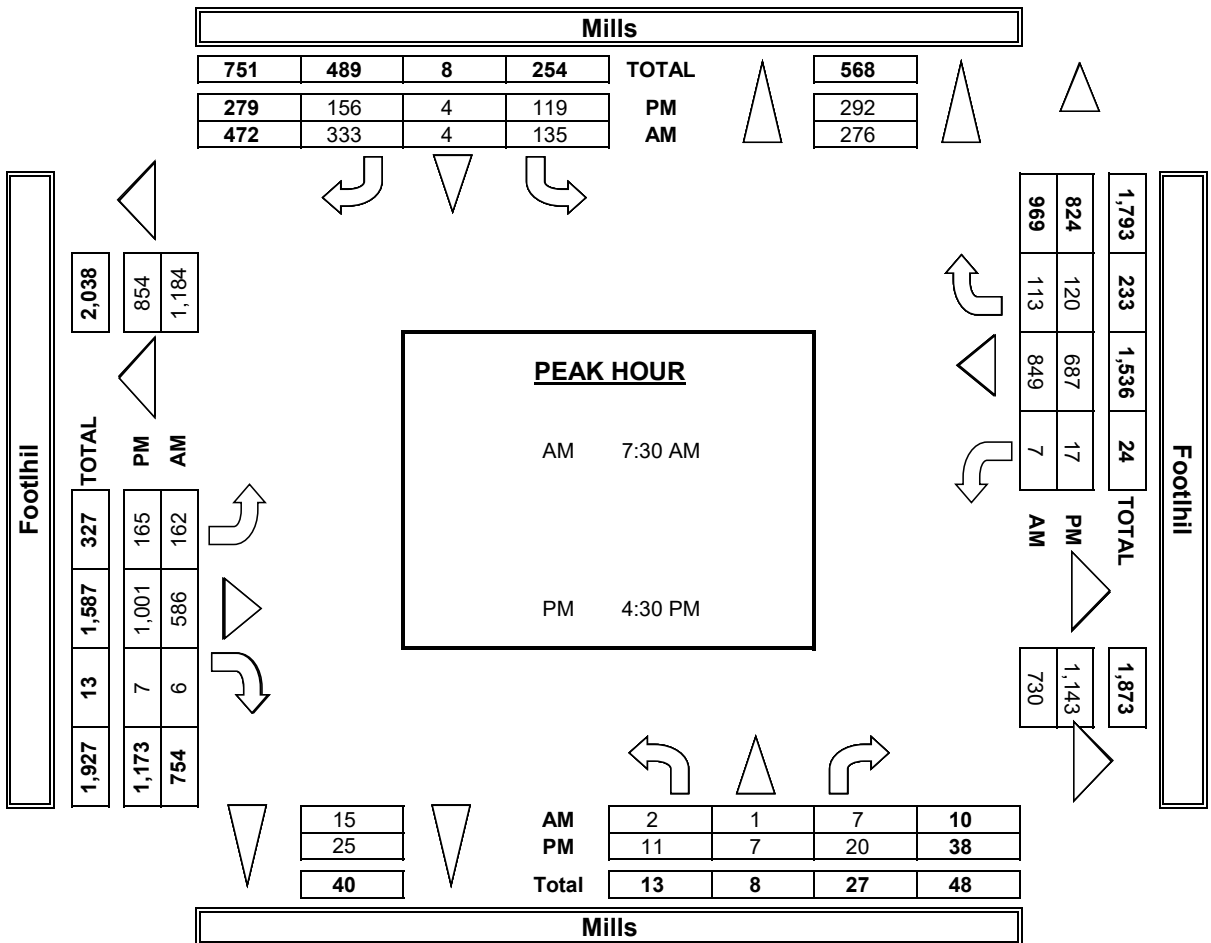 Mills
751 489 8 254 TOTAL 568
279 156 4 119 PM 292
472 333 4 135 AM 276
Footlhil
2,038
854
1,184
TOTAL
PM
AM
327 165 162
1,587 1,001 586
13 7 6
1,927 1,173 754
PEAK HOUR
AM 7:30 AM
PM 4:30 PM
969 824 1,793
113 120 233
849 687 1,536
7 17 24
AM PM TOTAL
730 1,143 1,873
Footlhil
15 AM 2 1 7 10
25 PM 11 7 20 38
40 Total 13 8 27 48
Mills